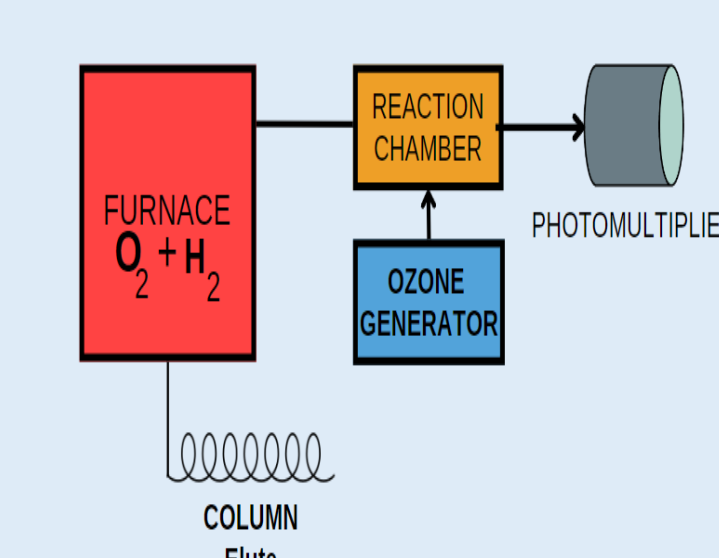 REACTION
CHAMBER
FURNACE
O2 + H2
PHOTOMULTIPLIE
OZONE
GENERATOR
COLUMN